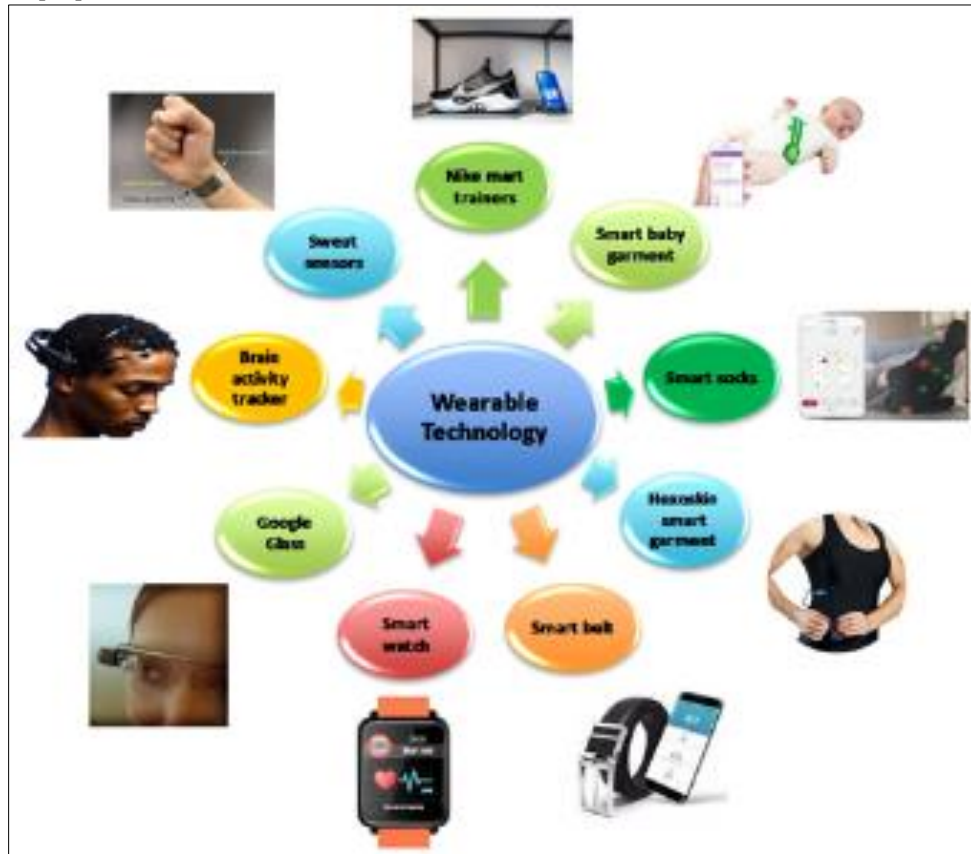 Nike mart
trainers
Smart baby
garment
Sweat
sensors
Brain
activity
tracker
Smart socks
Wearable
Technology
Google
Glass
Hexoskin
smart
garment
Smart
watch
Smart belt